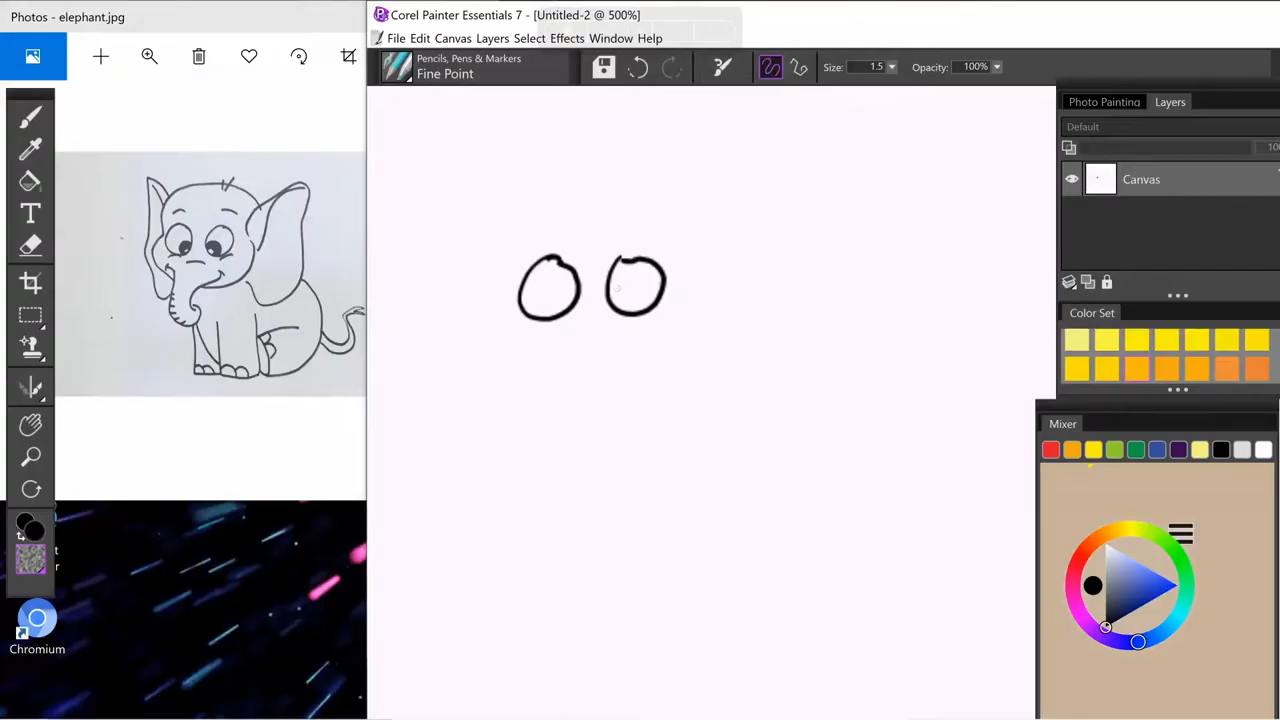 Photos - elephant.jpg
Corel Painter Essentials 7 - [Untitled-2 @ 500%]
File Edit Canvas Layers Select Effects Window Help
Pencils, Pens & Markers
Fine Point
Size: 1.5
Opacity: 100%
Photo Painting Layers
Default
Canvas
Color Set
Mixer
Chromium